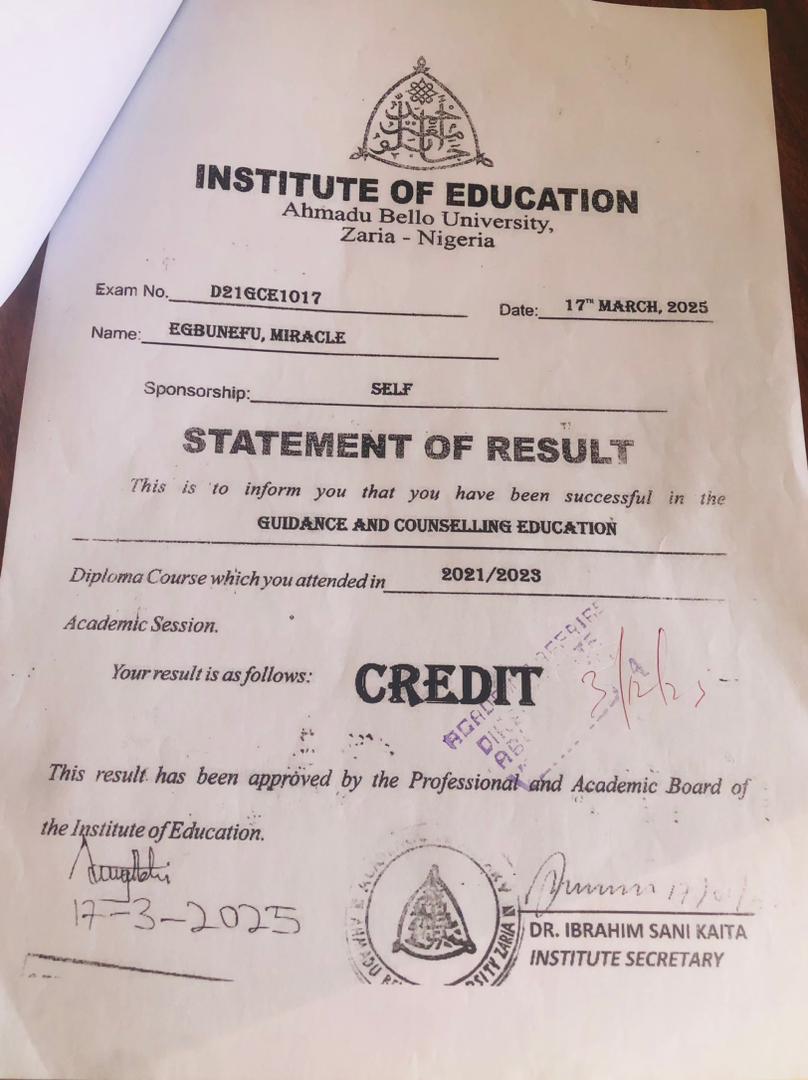 INSTITUTE OF EDUCATION
Ahmadu Bello University,
Zaria - Nigeria
Exam No. D21GCE1017
Date: 17TH MARCH, 2025
Name: EGBUNEFU, MIRACLE
Sponsorship: SELF
STATEMENT OF RESULT
This is to inform you that you have been successful in the
GUIDANCE AND COUNSELLING EDUCATION
Diploma Course which you attended in 2021/2023
Academic Session.
Your result is as follows: CREDIT
3/12/25
This result has been approved by the Professional and Academic Board of
the Institute of Education.
17-3-2025
DR. IBRAHIM SANI KAITA
INSTITUTE SECRETARY